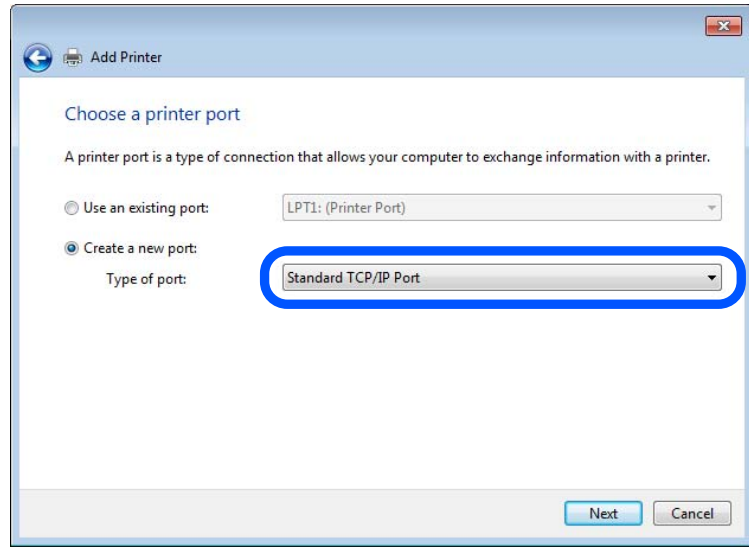 Add Printer
Choose a printer port
A printer port is a type of connection that allows your computer to exchange information with a printer.
Use an existing port: LPT1: (Printer Port)
Create a new port:
Type of port: Standard TCP/IP Port
Next Cancel